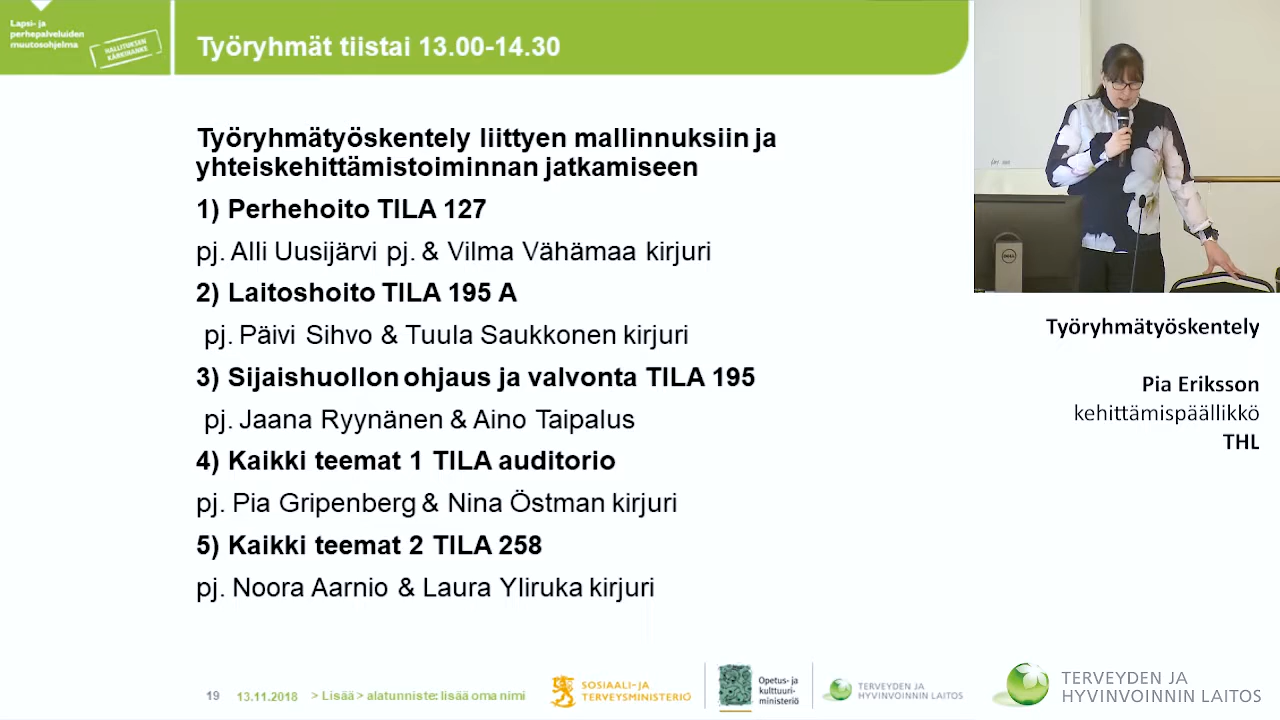 Lapsi- ja
perhepalveluiden
muutosohjelma
HALLITUKSEN
KÄRKIHANKE
Työryhmät tiistai 13.00-14.30
Työryhmätyöskentely liittyen mallinnuksiin ja
yhteiskehittämistoiminnan jatkamiseen
1) Perhehoito TILA 127
pj. Alli Uusijärvi pj. & Vilma Vähämaa kirjuri
2) Laitoshoito TILA 195 A
pj. Päivi Sihvo & Tuula Saukkonen kirjuri
3) Sijaishuollon ohjaus ja valvonta TILA 195
pj. Jaana Ryynänen & Aino Taipalus
4) Kaikki teemat 1 TILA auditorio
pj. Pia Gripenberg & Nina Östman kirjuri
5) Kaikki teemat 2 TILA 258
pj. Noora Aarnio & Laura Yliruka kirjuri
19 13.11.2018 > Lisää > alatunniste: lisää oma nimi
SOSIAALI- JA
TERVEYSMINISTERIÖ
Opetus- ja
kulttuuri-
ministeriö
TERVEYDEN JA
HYVINVOINNIN LAITOS
DELL
Työryhmätyöskentely
Pia Eriksson
kehittämispäällikkö
THL
TERVEYDEN JA
HYVINVOINNIN LAITOS